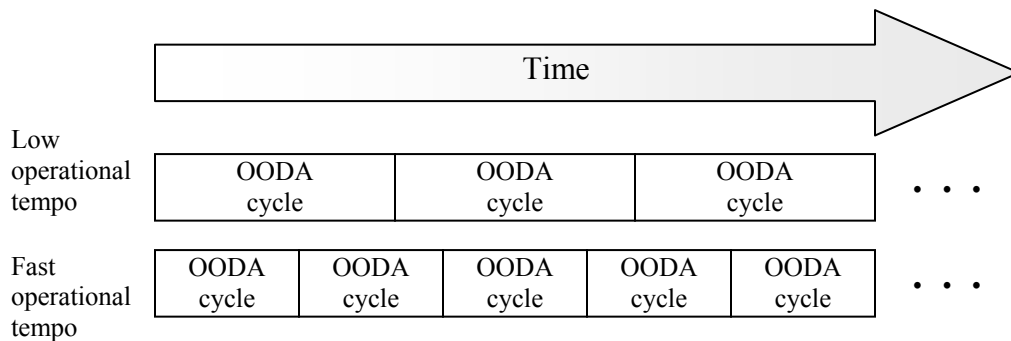 Time
Low
operational
tempo
OODA
cycle
OODA
cycle
OODA
cycle
. . .
Fast
operational
tempo
OODA
cycle
OODA
cycle
OODA
cycle
OODA
cycle
OODA
cycle
. . .